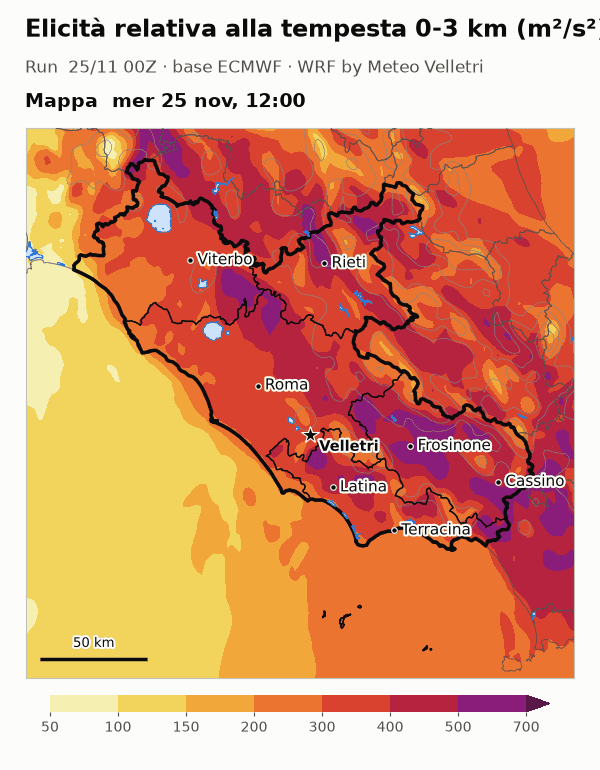 Elicità relativa alla tempesta 0-3 km (m²/s²)
Run 25/11 00Z · base ECMWF · WRF by Meteo Velletri
Mappa mer 25 nov, 12:00
Viterbo
Rieti
Roma
Velletri
Frosinone
Latina
Cassino
Terracina
50 km
50 100 150 200 300 400 500 700